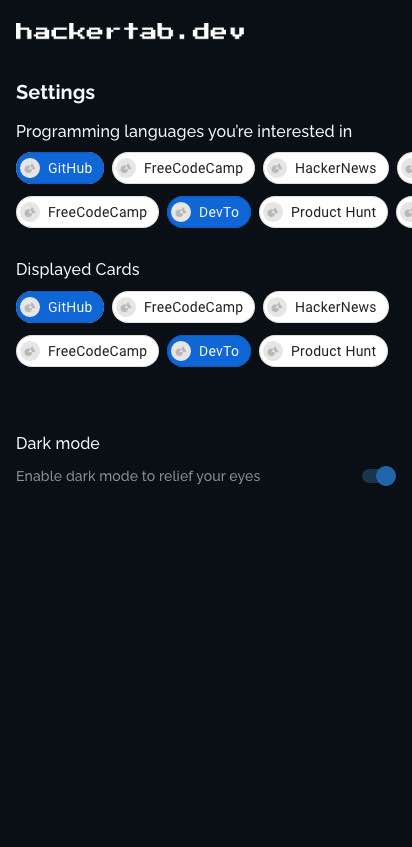 hackertab.dev
Settings
Programming languages you're interested in
GitHub FreeCodeCamp HackerNews
FreeCodeCamp DevTo Product Hunt
Displayed Cards
GitHub FreeCodeCamp HackerNews
FreeCodeCamp DevTo Product Hunt
Dark mode
Enable dark mode to relief your eyes